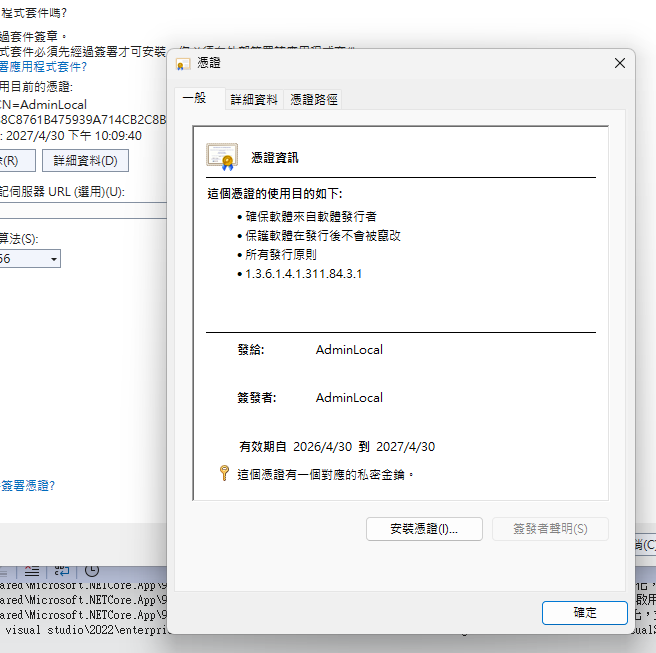 程式套件嗎?
過套件簽章。
式套件必須先經過簽署才可安裝
署應用程式套件?
用目前的憑證:
CN=AdminLocal
8C8761B475939A714CB2C8B
: 2027/4/30 下午 10:09:40
(R)
詳細資料(D)
記伺服器 URL (選用)(U):
算法(S):
56
簽署憑證?
憑證
一般
詳細資料
憑證路徑
憑證資訊
這個憑證的使用目的如下:
• 確保軟體來自軟體發行者
• 保護軟體在發行後不會被竄改
• 所有發行原則
• 1.3.6.1.4.1.311.84.3.1
發給: AdminLocal
簽發者: AdminLocal
有效期自 2026/4/30 到 2027/4/30
這個憑證有一個對應的私密金鑰。
安裝憑證(I)...
簽發者聲明(S)
確定
消(C)
ared\Microsoft.NETCore.App\9
ared\Microsoft.NETCore.App\9
啟用
ared\Microsoft.NETCore.App\9
visual studio\2022\enterpri